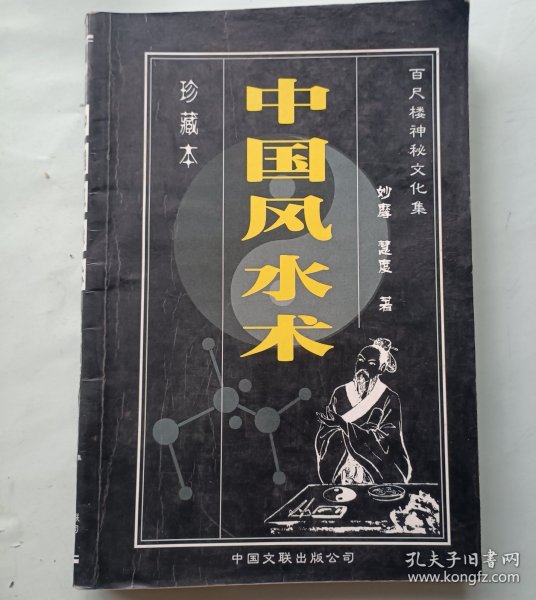 百尺楼神秘文化集
妙摩 慧度 著
中国风水术
珍藏本
中国文联出版公司
孔夫子旧书网
www.kongfz.com